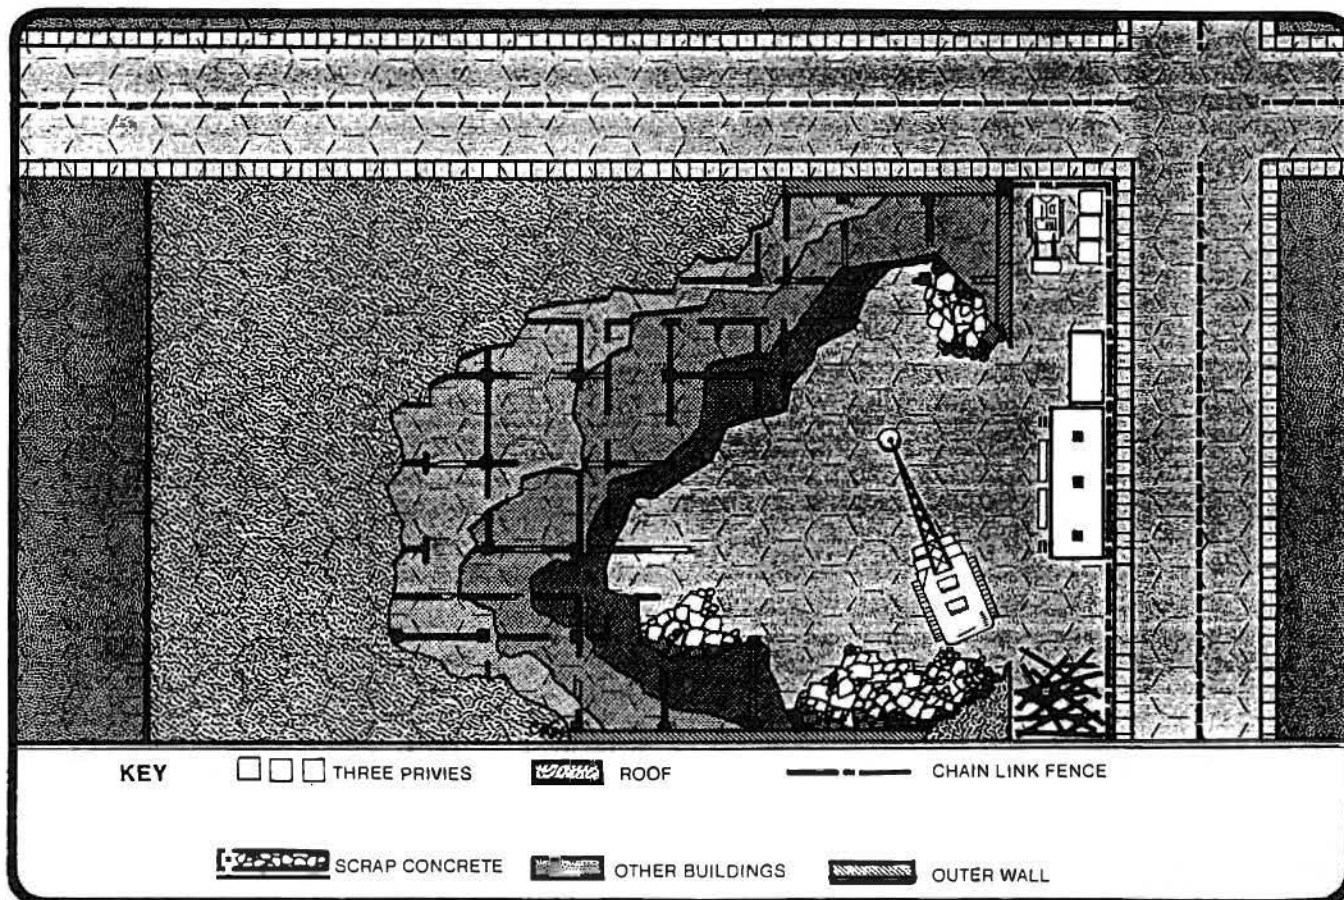 KEY
THREE PRIVIES
ROOF
CHAIN LINK FENCE
SCRAP CONCRETE
OTHER BUILDINGS
OUTER WALL